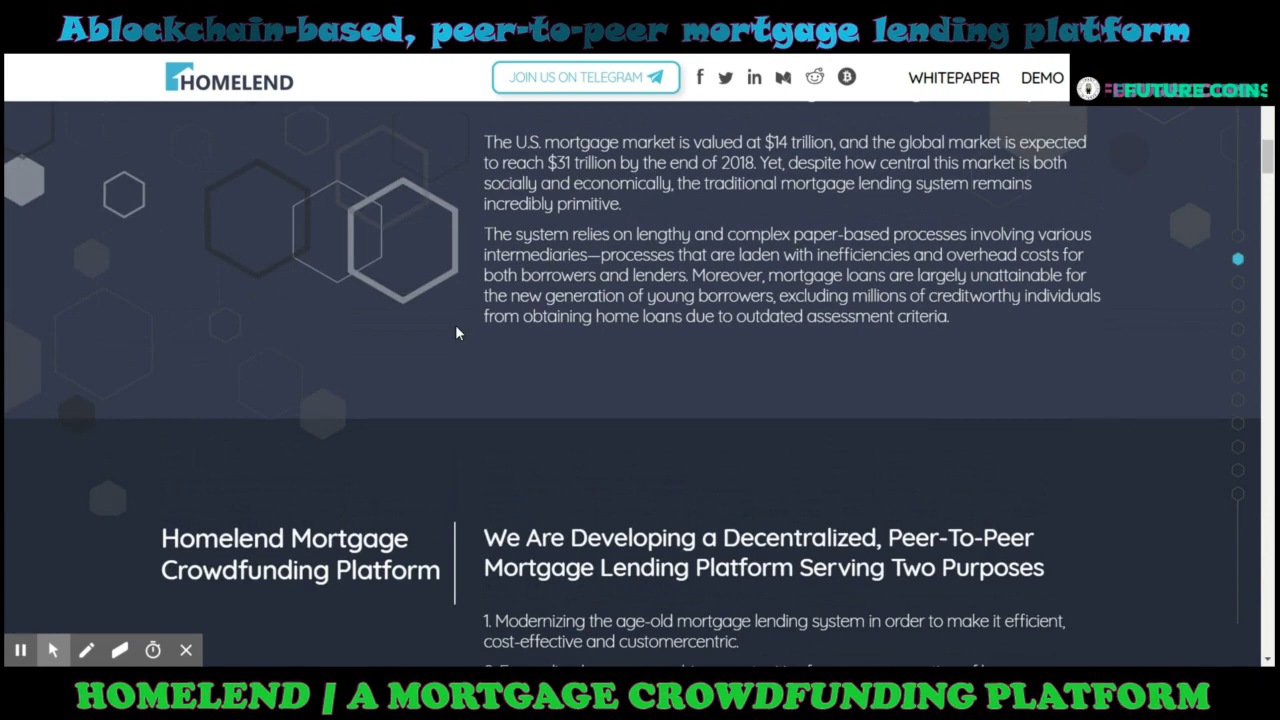 Ablockchain-based, peer-to-peer mortgage lending platform
HOMELEND
JOIN US ON TELEGRAM
WHITEPAPER
DEMO
FUTURE COINS
The U.S. mortgage market is valued at $14 trillion, and the global market is expected
to reach $31 trillion by the end of 2018. Yet, despite how central this market is both
socially and economically, the traditional mortgage lending system remains
incredibly primitive.
The system relies on lengthy and complex paper-based processes involving various
intermediaries—processes that are laden with inefficiencies and overhead costs for
both borrowers and lenders. Moreover, mortgage loans are largely unattainable for
the new generation of young borrowers, excluding millions of creditworthy individuals
from obtaining home loans due to outdated assessment criteria.
Homelend Mortgage
Crowdfunding Platform
We Are Developing a Decentralized, Peer-To-Peer
Mortgage Lending Platform Serving Two Purposes
1. Modernizing the age-old mortgage lending system in order to make it efficient,
cost-effective and customercentric.
HOMELEND | A MORTGAGE CROWDFUNDING PLATFORM